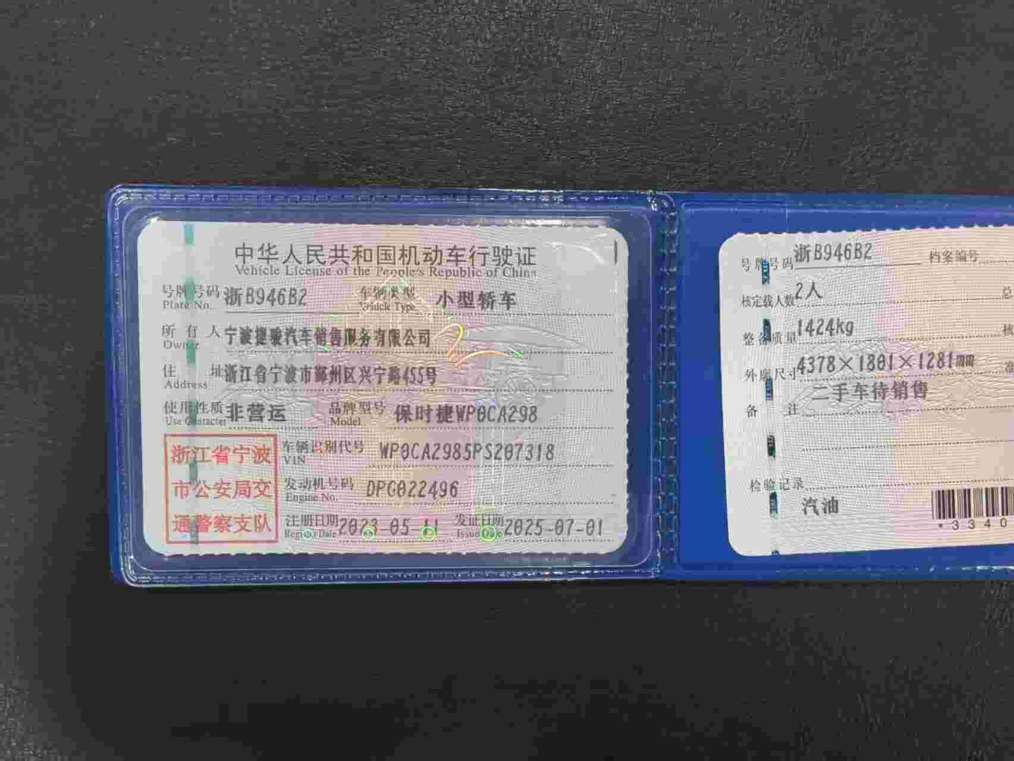 中华人民共和国机动车行驶证
Vehicle License of the People's Republic of China
号牌号码 浙B946B2 车辆类型 小型轿车
Plate No. Vehicle Type
所有人 宁波捷骏汽车销售服务有限公司
Owner
住址 浙江省宁波市鄞州区兴宁路455号
Address
使用性质 非营运 品牌型号 保时捷WP0CA298
Use Character Model
浙江省宁波
市公安局交
通警察支队
车辆识别代号 WP0CA2985PS207318
VIN
发动机号码 DPG022496
Engine No.
注册日期 2023-05-11 发证日期 2025-07-01
Register Date Issue Date
号牌号码 浙B946B2 档案编号
核定载人数 2人 总
整备质量 1424kg 核
外廓尺寸 4378×1801×1281mm 准
备注 二手车待销售
检验记录
汽油
*3340